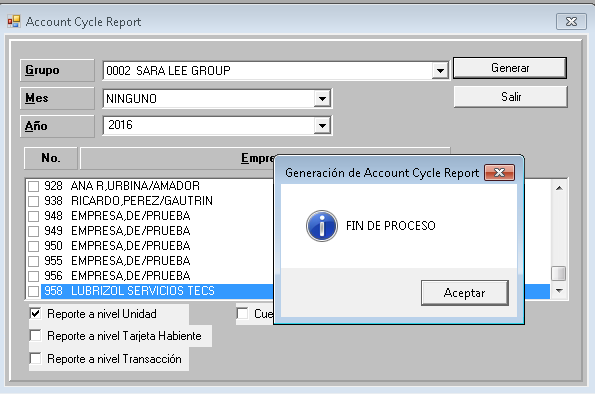 Account Cycle Report
Grupo
0002 SARA LEE GROUP
Generar
Mes
NINGUNO
Salir
Año
2016
No.
Empre
928 ANA R,URBINA/AMADOR
938 RICARDO,PEREZ/GAUTRIN
948 EMPRESA,DE/PRUEBA
949 EMPRESA,DE/PRUEBA
950 EMPRESA,DE/PRUEBA
955 EMPRESA,DE/PRUEBA
956 EMPRESA,DE/PRUEBA
958 LUBRIZOL SERVICIOS TECS
Generación de Account Cycle Report
FIN DE PROCESO
Aceptar
Reporte a nivel Unidad
Cue
Reporte a nivel Tarjeta Habiente
Reporte a nivel Transacción